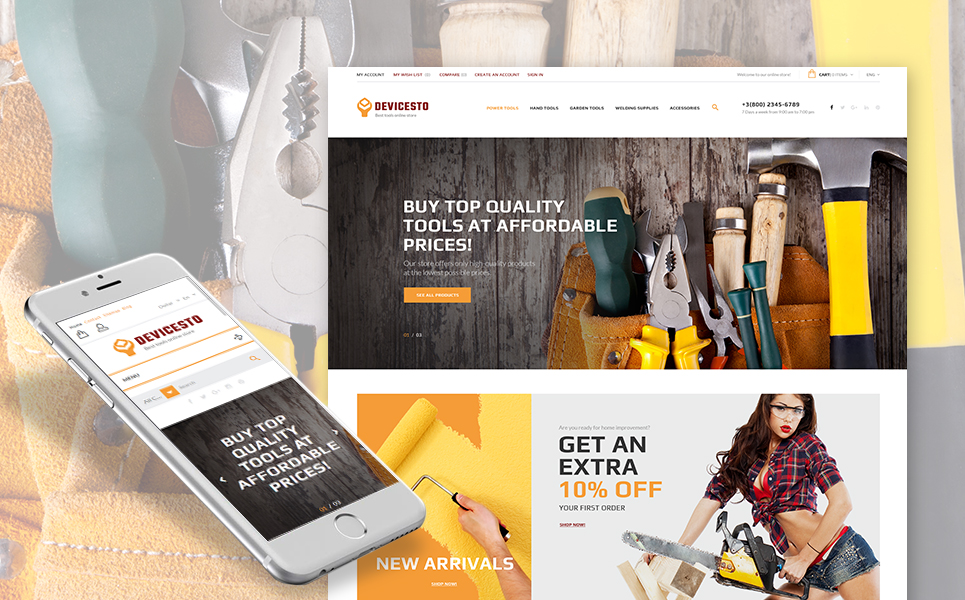 MY ACCOUNT MY WISH LIST (0) COMPARE (0) CREATE AN ACCOUNT SIGN IN
Welcome to our online store! CART: 0 ITEMS ENG
DEVICESTO
Best tools online store
POWER TOOLS HAND TOOLS GARDEN TOOLS WELDING SUPPLIES ACCESSORIES
+3(800) 2345-6789
7 Days a week from 9:00 am to 7:00 pm
BUY TOP QUALITY
TOOLS AT AFFORDABLE
PRICES!
Our store offers only high-quality products
at the lowest possible prices.
SEE ALL PRODUCTS
01 / 03
NEW ARRIVALS
SHOP NOW!
Are you ready for home improvement?
GET AN
EXTRA
10% OFF
YOUR FIRST ORDER
SHOP NOW!
Home
DEVICESTO
Best tools online store
MENU
All C...
Search
BUY TOP
QUALITY
TOOLS AT
AFFORDABLE
PRICES!
01 / 03